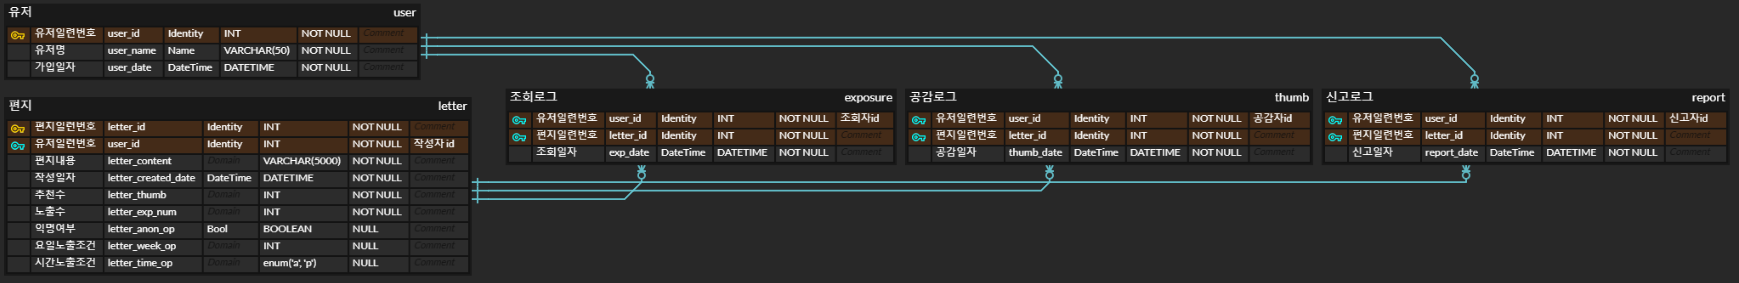 유저 user
유저일련번호 user_id Identity INT NOT NULL Comment
유저명 user_name Name VARCHAR(50) NOT NULL Comment
가입일자 user_date DateTime DATETIME NOT NULL Comment
편지 letter
편지일련번호 letter_id Identity INT NOT NULL Comment
유저일련번호 user_id Identity INT NOT NULL 작성자 id
편지내용 letter_content Domain VARCHAR(5000) NOT NULL Comment
작성일자 letter_created_date DateTime DATETIME NOT NULL Comment
추천수 letter_thumb Domain INT NOT NULL Comment
노출수 letter_exp_num Domain INT NOT NULL Comment
익명여부 letter_anon_op Bool BOOLEAN NULL Comment
요일노출조건 letter_week_op Domain INT NULL Comment
시간노출조건 letter_time_op Domain enum('a', 'p') NULL Comment
조회로그 exposure
유저일련번호 user_id Identity INT NOT NULL 조회자id
편지일련번호 letter_id Identity INT NOT NULL Comment
조회일자 exp_date DateTime DATETIME NOT NULL Comment
공감로그 thumb
유저일련번호 user_id Identity INT NOT NULL 공감자id
편지일련번호 letter_id Identity INT NOT NULL Comment
공감일자 thumb_date DateTime DATETIME NOT NULL Comment
신고로그 report
유저일련번호 user_id Identity INT NOT NULL 신고자id
편지일련번호 letter_id Identity INT NOT NULL Comment
신고일자 report_date DateTime DATETIME NOT NULL Comment